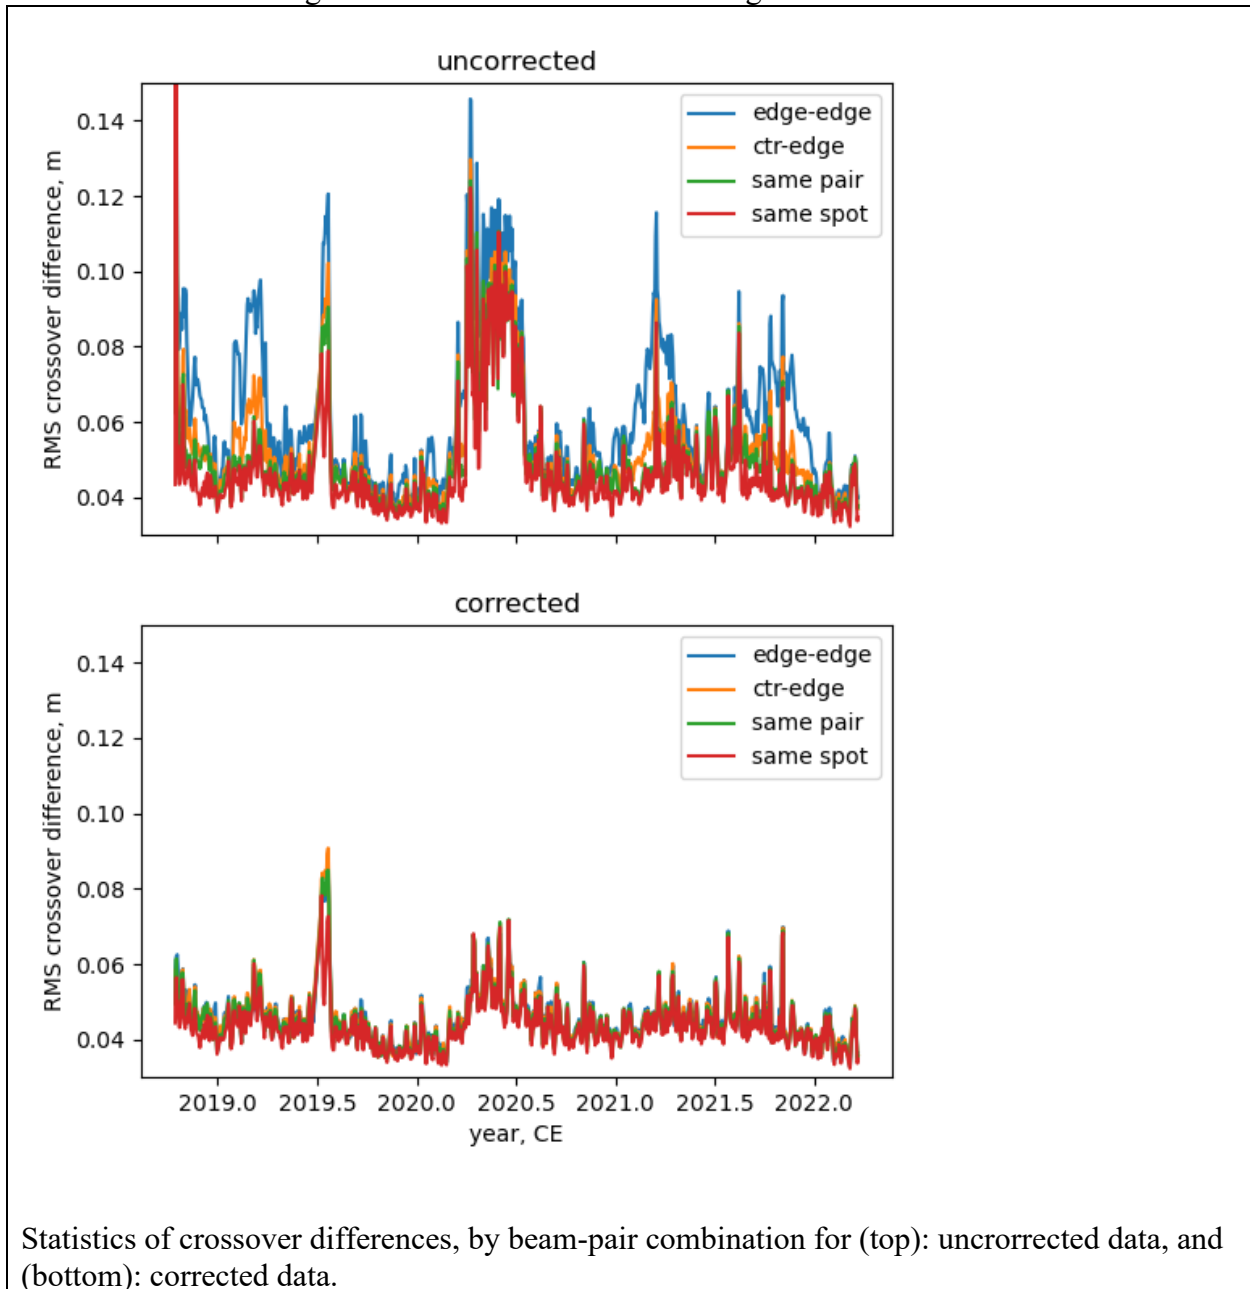 uncorrected
0.14
0.12
0.10
0.08
0.06
0.04
RMS crossover difference, m
edge-edge
ctr-edge
same pair
same spot
corrected
0.14
0.12
0.10
0.08
0.06
0.04
RMS crossover difference, m
edge-edge
ctr-edge
same pair
same spot
2019.0 2019.5 2020.0 2020.5 2021.0 2021.5 2022.0
year, CE
Statistics of crossover differences, by beam-pair combination for (top): uncrorrected data, and
(bottom): corrected data.